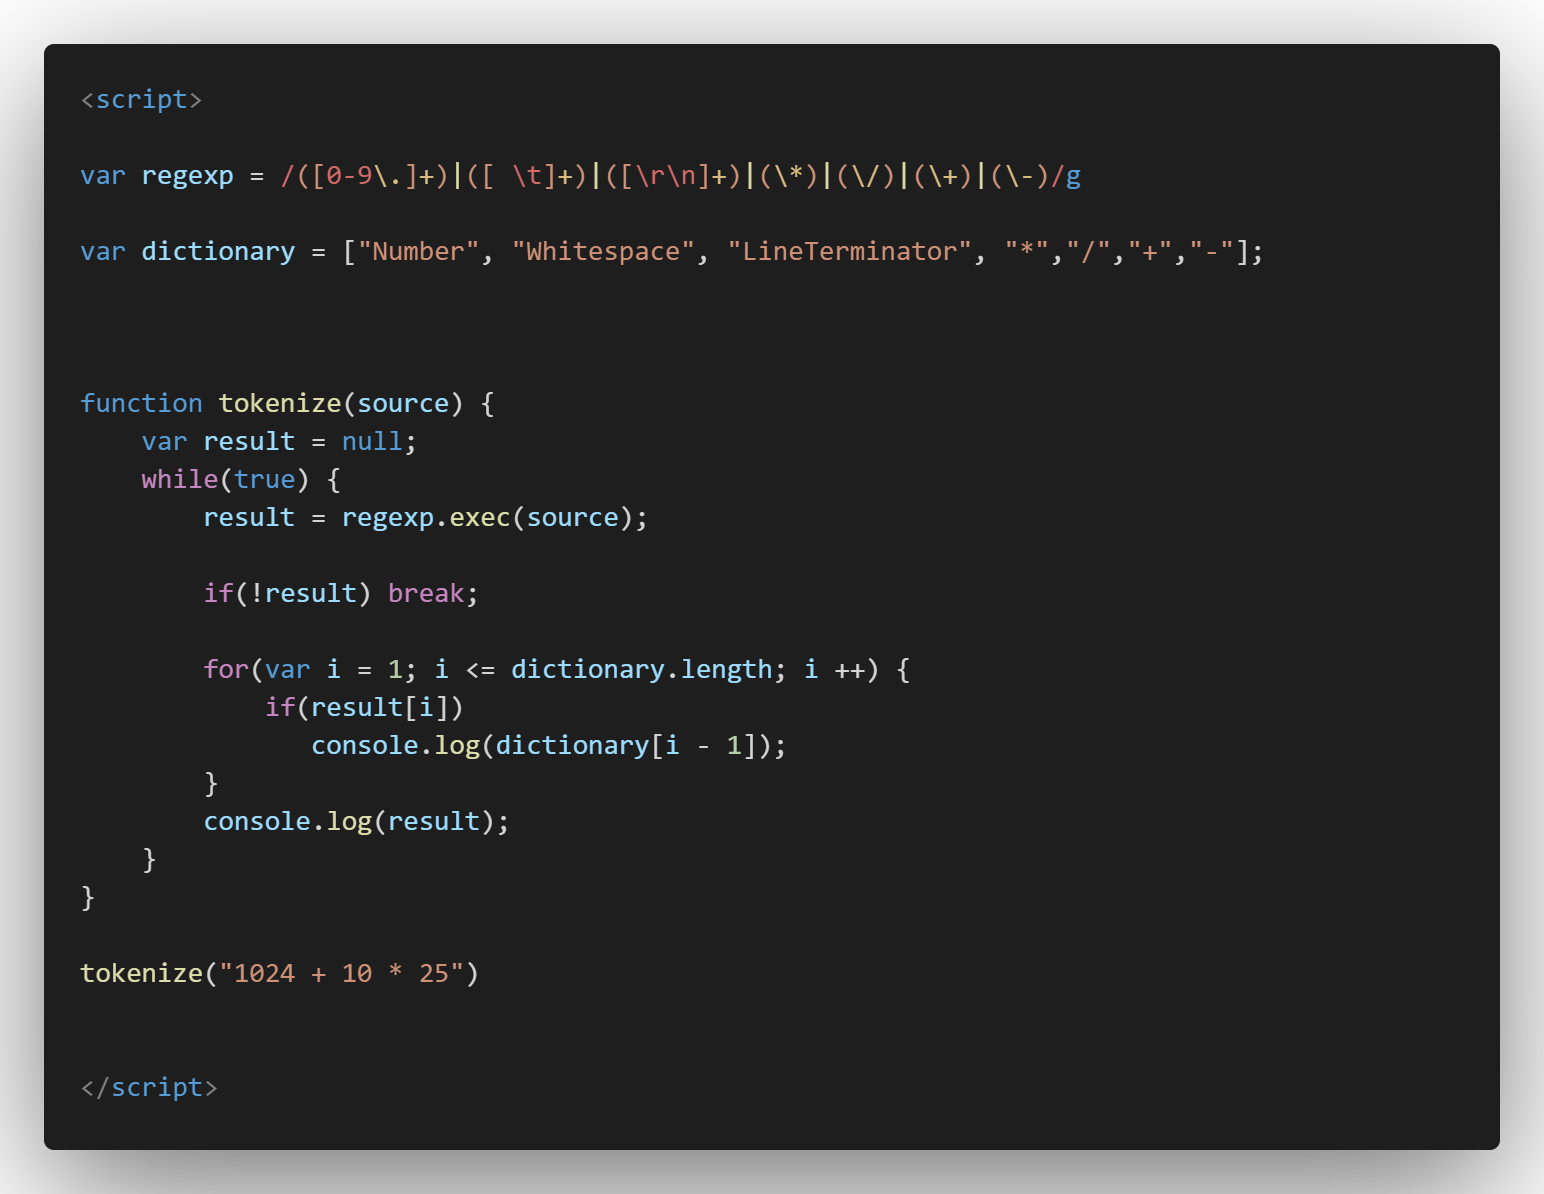 <script>
var regexp = /([0-9\.]+)|([ \t]+)|([\r\n]+)|(\*)|(\/)|(\+)|(\-)/g
var dictionary = ["Number", "Whitespace", "LineTerminator", "*","/","+","-"];
function tokenize(source) {
    var result = null;
    while(true) {
        result = regexp.exec(source);
        if(!result) break;
        for(var i = 1; i <= dictionary.length; i ++) {
            if(result[i])
               console.log(dictionary[i - 1]);
        }
        console.log(result);
    }
}
tokenize("1024 + 10 * 25")
</script>